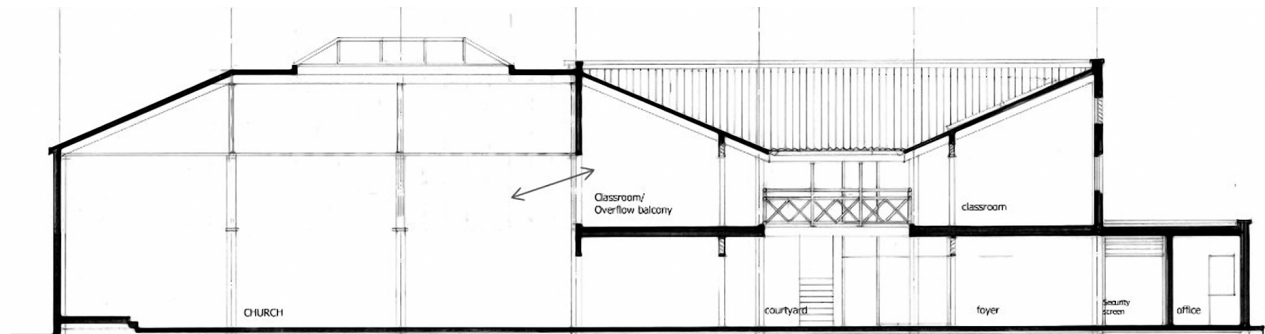 Classroom/
Overflow balcony
classroom
CHURCH
courtyard
foyer
Security
screen
office